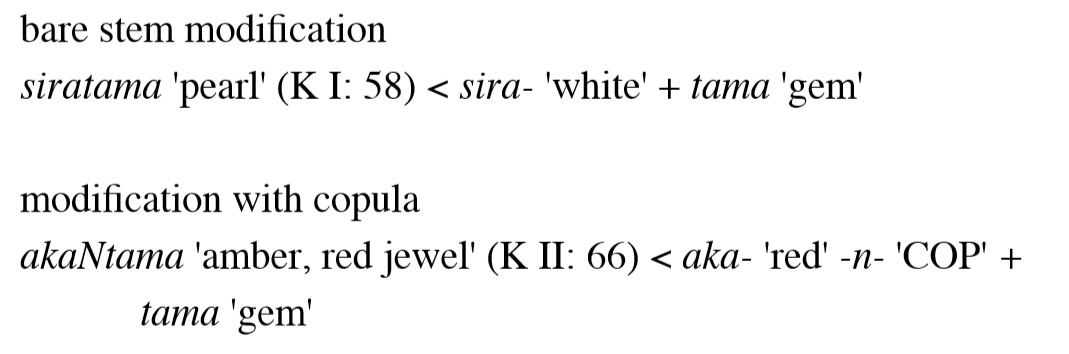 bare stem modification
siratama 'pearl' (K I: 58) < sira- 'white' + tama 'gem'
modification with copula
akaNtama 'amber, red jewel' (K II: 66) < aka- 'red' -n- 'COP' +
tama 'gem'